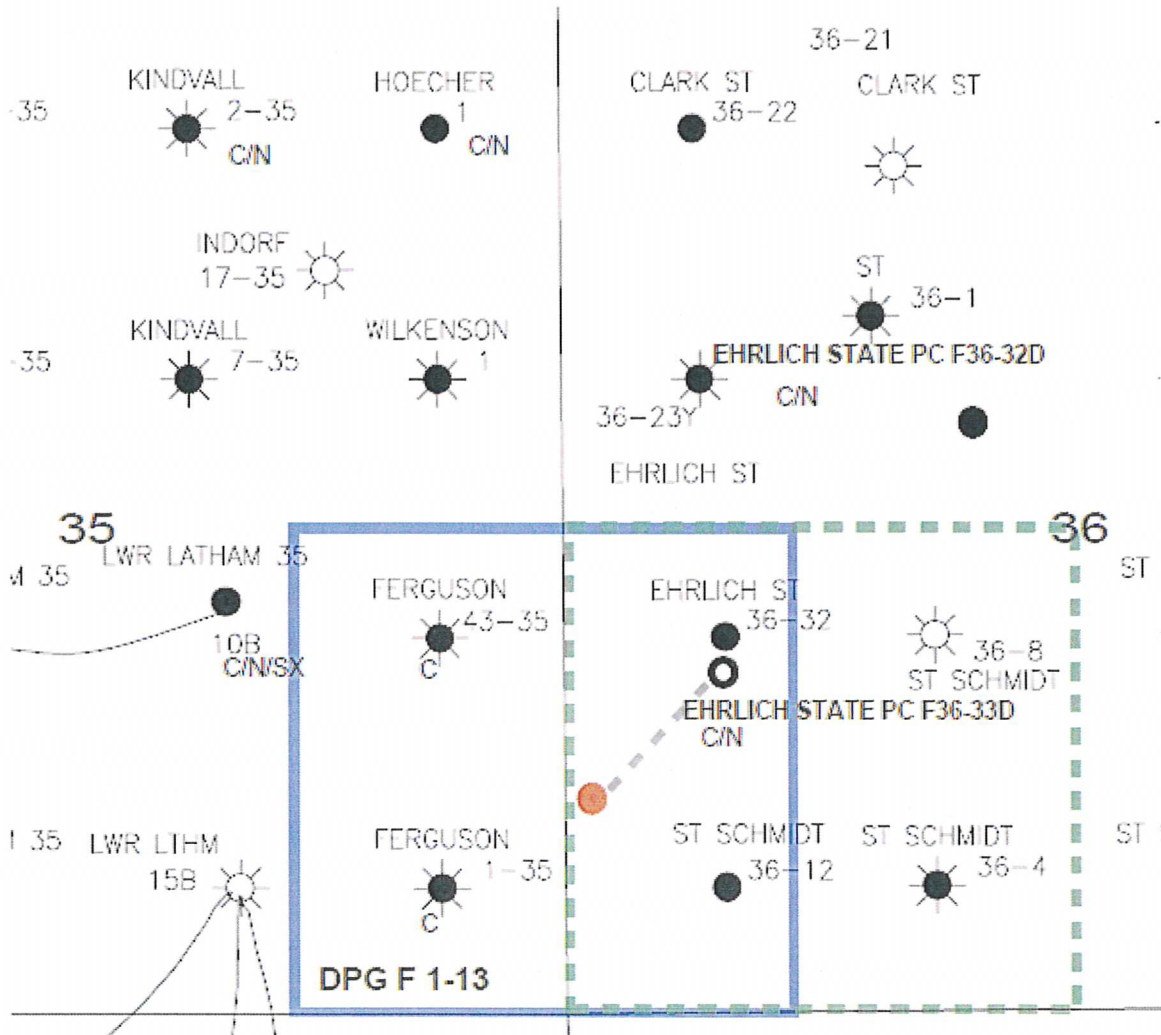 36-21
KINDVALL
HOECHER
CLARK ST
CLARK ST
-35
2-35
1
36-22
C/N
C/N
INDORF
17-35
ST
36-1
KINDVALL
WILKENSON
EHRLICH STATE PC F36-32D
-35
7-35
1
C/N
36-23Y
EHRLICH ST
35
36
LWR LATHAM 35
M 35
ST
FERGUSON
EHRLICH ST
43-35
36-32
10B
C/N/SX
C
36-8
ST SCHMIDT
EHRLICH STATE PC F36-33D
C/N
LWR LTHM
FERGUSON
ST SCHMIDT
ST SCHMIDT
ST
35
15B
1-35
36-12
36-4
C
DPG F 1-13